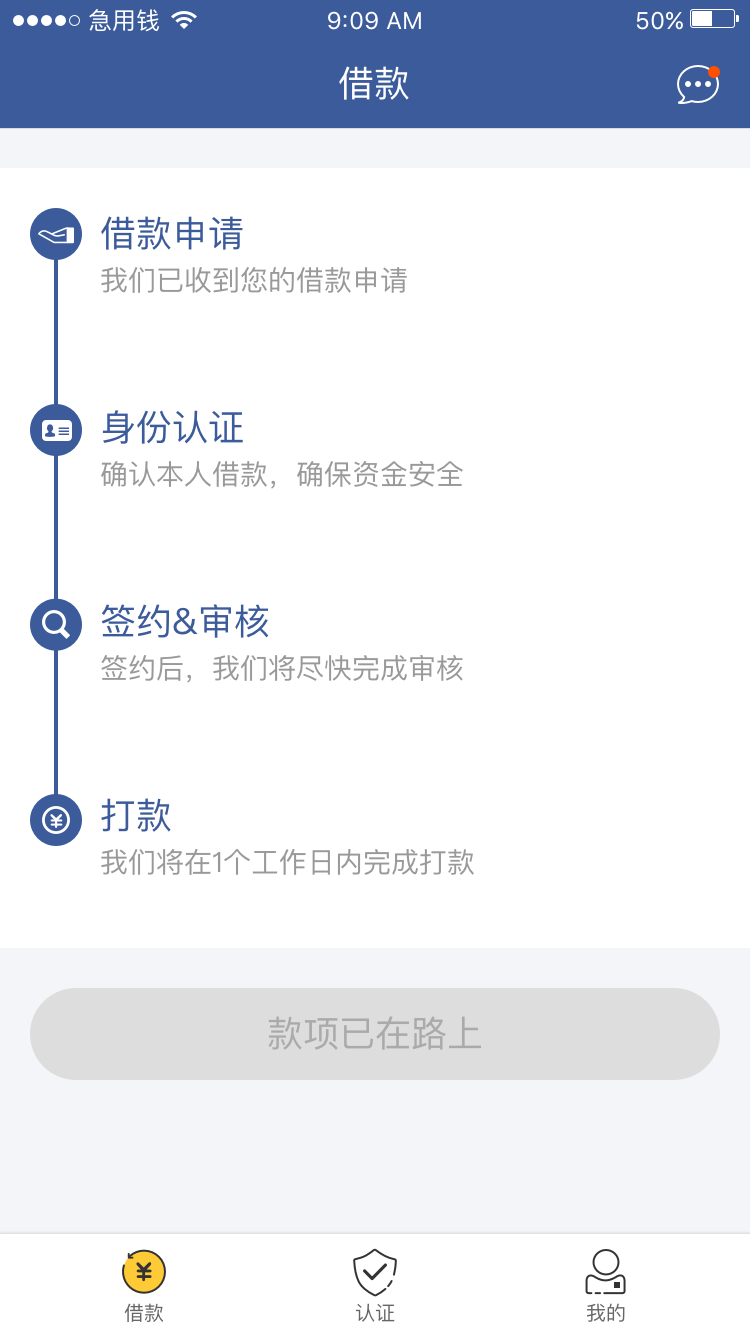 急用钱 9:09 AM 50%
借款
借款申请
我们已收到您的借款申请
身份认证
确认本人借款，确保资金安全
签约&审核
签约后，我们将尽快完成审核
¥
打款
我们将在1个工作日内完成打款
款项已在路上
¥
借款 认证 我的